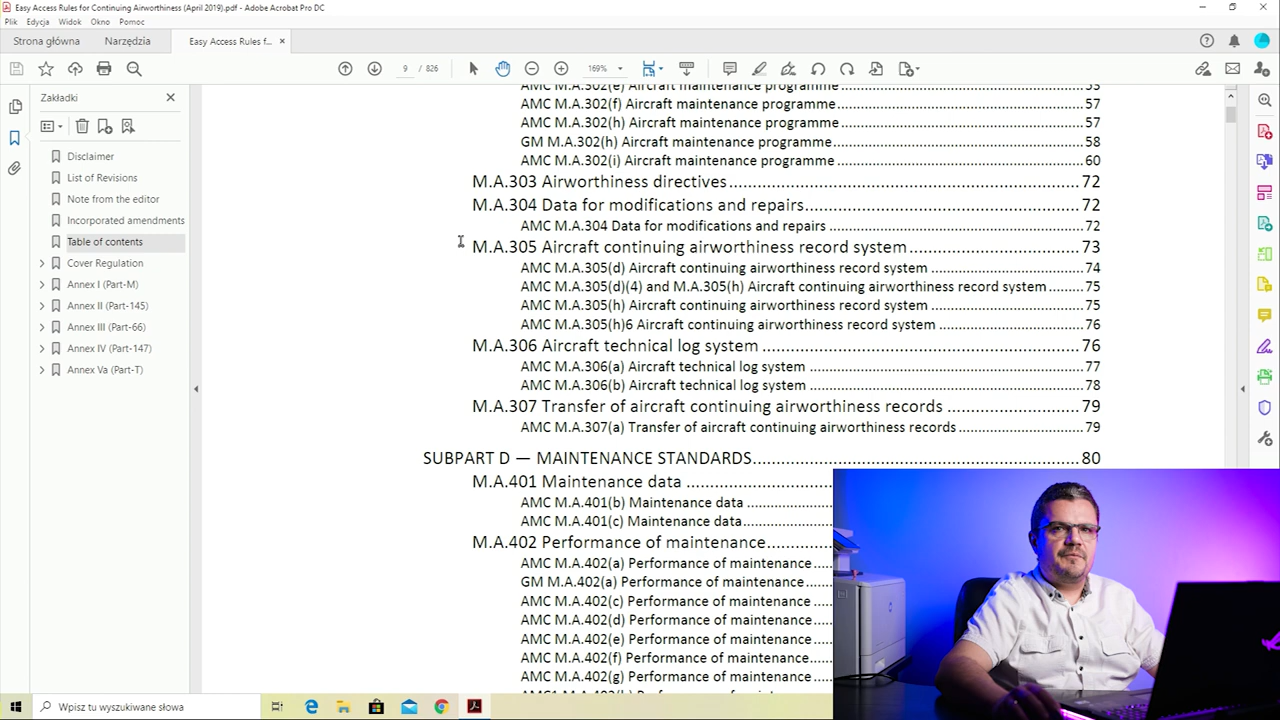 Easy Access Rules for Continuing Airworthiness (April 2019).pdf - Adobe Acrobat Pro DC
Plik Edycja Widok Okno Pomoc
Strona główna Narzędzia Easy Access Rules f... ×
9 / 826 169%
Zakładki
Disclaimer
List of Revisions
Note from the editor
Incorporated amendments
Table of contents
Cover Regulation
Annex I (Part-M)
Annex II (Part-145)
Annex III (Part-66)
Annex IV (Part-147)
Annex Va (Part-T)
AMC M.A.302(e) Aircraft maintenance programme 53
AMC M.A.302(f) Aircraft maintenance programme 57
AMC M.A.302(h) Aircraft maintenance programme 57
GM M.A.302(h) Aircraft maintenance programme 58
AMC M.A.302(i) Aircraft maintenance programme 60
M.A.303 Airworthiness directives 72
M.A.304 Data for modifications and repairs 72
AMC M.A.304 Data for modifications and repairs 72
M.A.305 Aircraft continuing airworthiness record system 73
AMC M.A.305(d) Aircraft continuing airworthiness record system 74
AMC M.A.305(d)(4) and M.A.305(h) Aircraft continuing airworthiness record system 75
AMC M.A.305(h) Aircraft continuing airworthiness record system 75
AMC M.A.305(h)6 Aircraft continuing airworthiness record system 76
M.A.306 Aircraft technical log system 76
AMC M.A.306(a) Aircraft technical log system 77
AMC M.A.306(b) Aircraft technical log system 78
M.A.307 Transfer of aircraft continuing airworthiness records 79
AMC M.A.307(a) Transfer of aircraft continuing airworthiness records 79
SUBPART D — MAINTENANCE STANDARDS 80
M.A.401 Maintenance data
AMC M.A.401(b) Maintenance data
AMC M.A.401(c) Maintenance data
M.A.402 Performance of maintenance
AMC M.A.402(a) Performance of maintenance
GM M.A.402(a) Performance of maintenance
AMC M.A.402(c) Performance of maintenance
AMC M.A.402(d) Performance of maintenance
AMC M.A.402(e) Performance of maintenance
AMC M.A.402(f) Performance of maintenance
AMC M.A.402(g) Performance of maintenance
Wpisz tu wyszukiwane słowa